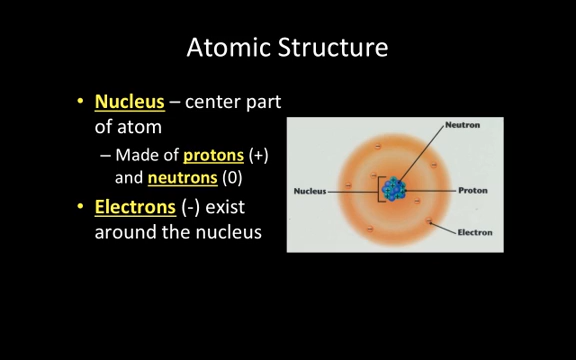 Atomic Structure
• Nucleus – center part
of atom
– Made of protons (+)
and neutrons (0)
• Electrons (-) exist
around the nucleus
Neutron
Nucleus
Proton
Electron